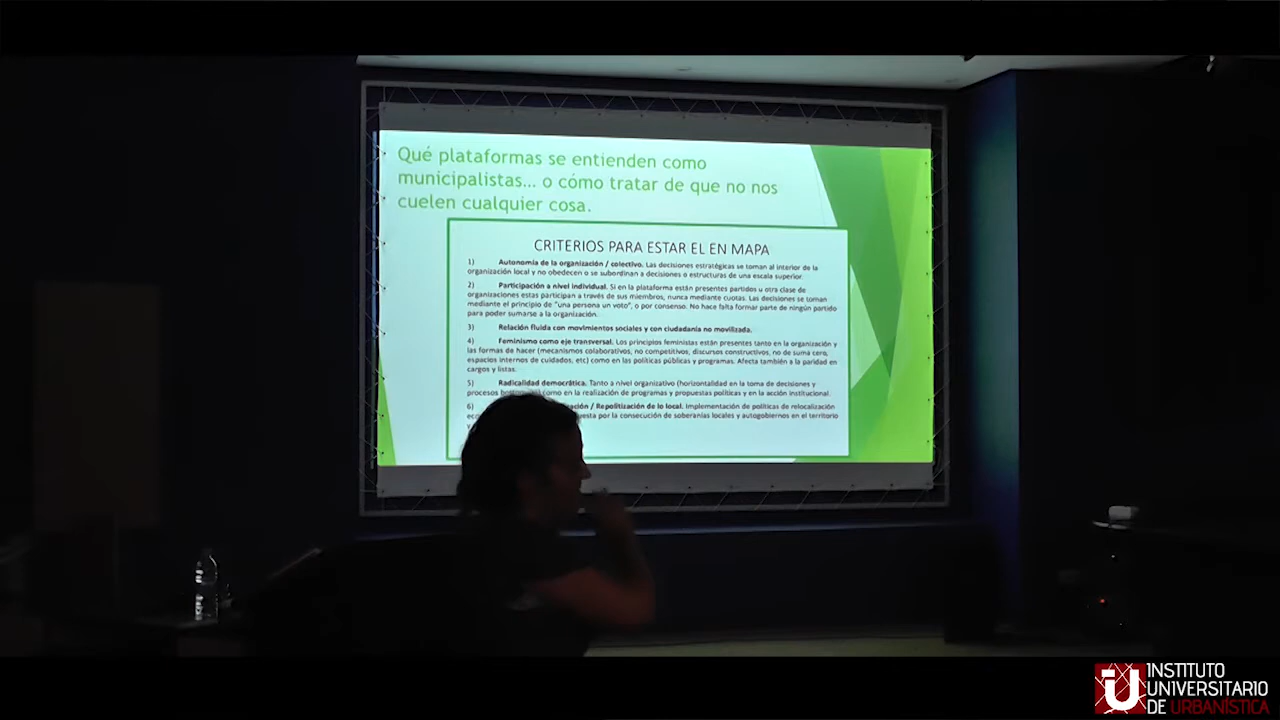 Qué plataformas se entienden como
municipalistas... o cómo tratar de que no nos
cuelen cualquier cosa.
CRITERIOS PARA ESTAR EL EN MAPA
1) Autonomía de la organización / colectivo. Las decisiones estratégicas se toman al interior de la
organización local y no obedecen o se subordinan a decisiones o estructuras de una escala superior.
2) Participación a nivel individual. Si en la plataforma están presentes partidos u otra clase de
organizaciones estas participan a través de sus miembros, nunca mediante cuotas. Las decisiones se toman
mediante el principio de "una persona un voto", o por consenso. No hace falta formar parte de ningún partido
para poder sumarse a la organización.
3) Relación fluida con movimientos sociales y con ciudadanía no movilizada.
4) Feminismo como eje transversal. Los principios feministas están presentes tanto en la organización y
las formas de hacer (mecanismos colaborativos, no competitivos, discursos constructivos, no de suma cero,
espacios internos de cuidados, etc) como en las políticas públicas y programas. Afecta también a la paridad en
cargos y listas.
5) Radicalidad democrática. Tanto a nivel organizativo (horizontalidad en la toma de decisiones y
procesos como en la realización de programas y propuestas políticas y en la acción institucional.
6) / Repolitización de lo local. Implementación de políticas de relocalización
por la consecución de soberanías locales y autogobiernos en el territorio
y
INSTITUTO
UNIVERSITARIO
DE URBANÍSTICA